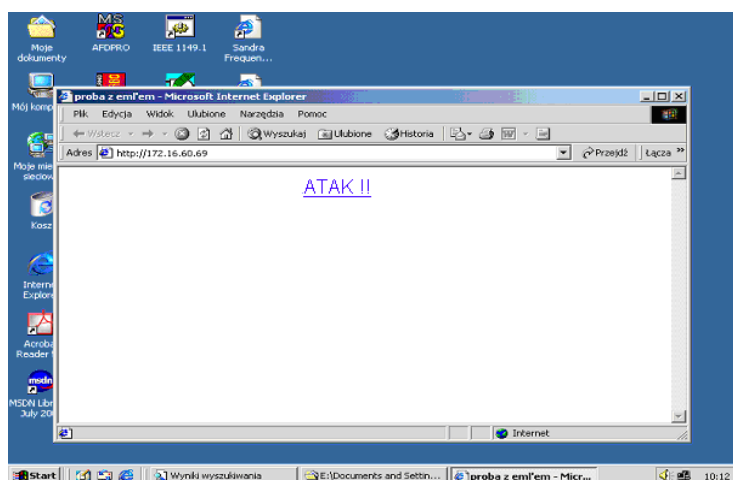 Moje dokumenty
AFDPRO
IEEE 1149.1
Sandra Frequen...
Mój komp
proba z eml'em - Microsoft Internet Explorer
Plik Edycja Widok Ulubione Narzędzia Pomoc
Wstecz Wyszukaj Ulubione Historia
Adres http://172.16.60.69 Przejdź Łącza »
ATAK !!
Moje mie
sieciow
Kosz
Interne
Explore
Acroba
Reader
msdn
MSDN Libr
July 200
Internet
Start Wyniki wyszukiwania E:\Documents and Settin... proba z eml'em - Micr... 10:12